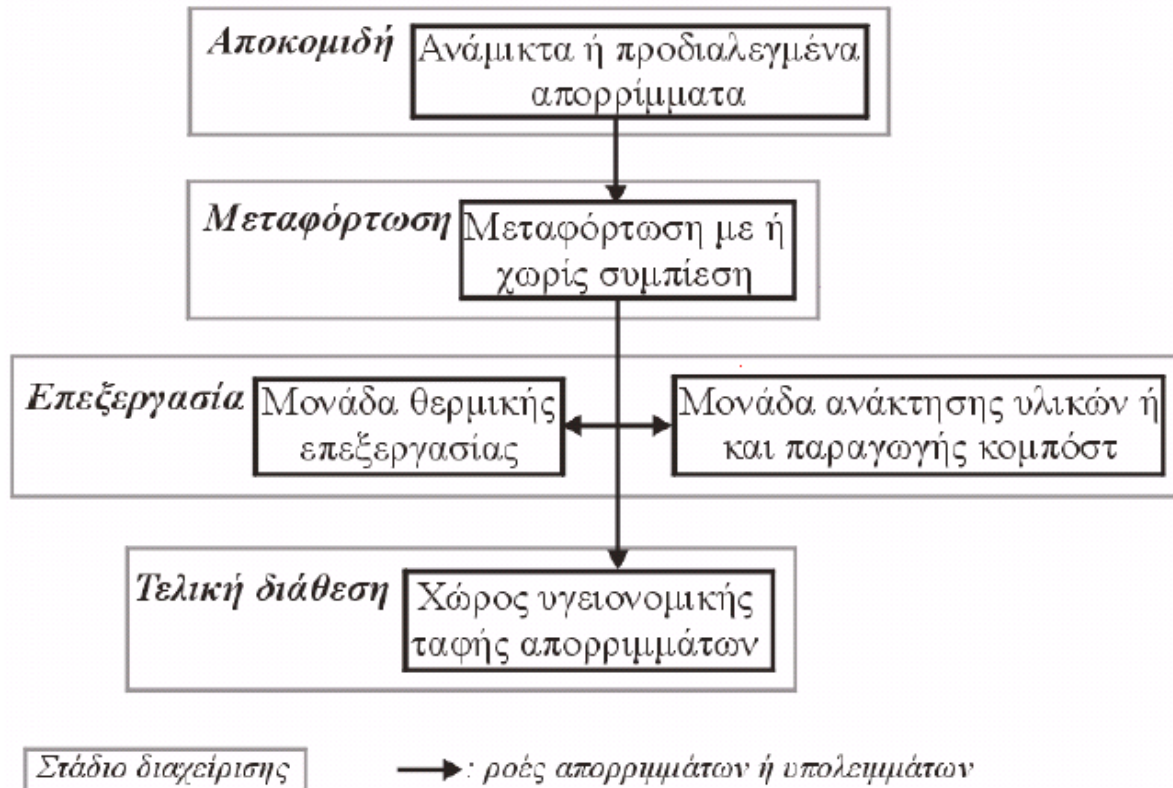 Αποκομιδή
Ανάμικτα ή προδιαλεγμένα
απορρίμματα
Μεταφόρτωση
Μεταφόρτωση με ή
χωρίς συμπίεση
Επεξεργασία
Μονάδα θερμικής
επεξεργασίας
Μονάδα ανάκτησης υλικών ή
και παραγωγής κομπόστ
Τελική διάθεση
Χώρος υγειονομικής
ταφής απορριμμάτων
Στάδιο διαχείρισης
: ροές απορριμμάτων ή υπολειμμάτων